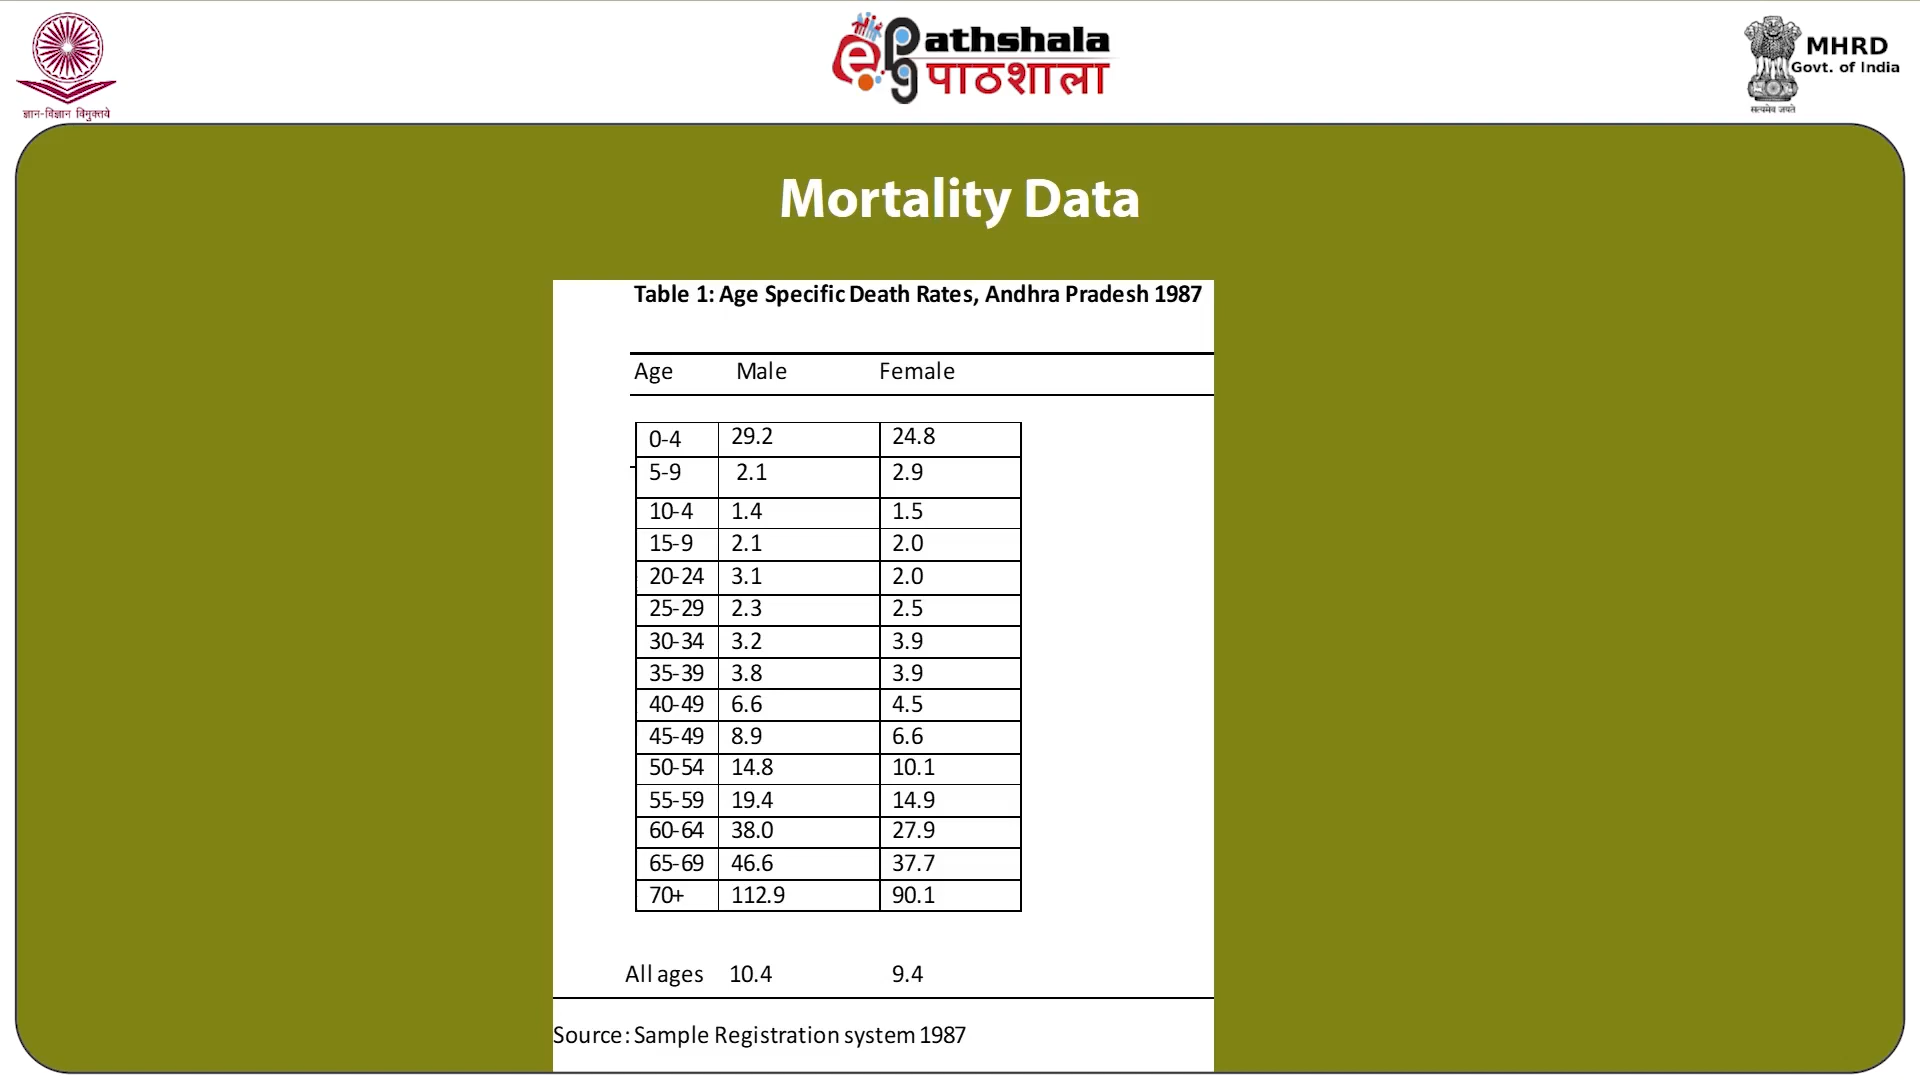 ज्ञान-विज्ञान विमुक्तये
e Pg athshala
पाठशाला
MHRD
Govt. of India
सत्यमेव जयते
Mortality Data
Table 1: Age Specific Death Rates, Andhra Pradesh 1987
Age Male Female
0-4 29.2 24.8
5-9 2.1 2.9
10-4 1.4 1.5
15-9 2.1 2.0
20-24 3.1 2.0
25-29 2.3 2.5
30-34 3.2 3.9
35-39 3.8 3.9
40-49 6.6 4.5
45-49 8.9 6.6
50-54 14.8 10.1
55-59 19.4 14.9
60-64 38.0 27.9
65-69 46.6 37.7
70+ 112.9 90.1
All ages 10.4 9.4
Source: Sample Registration system 1987